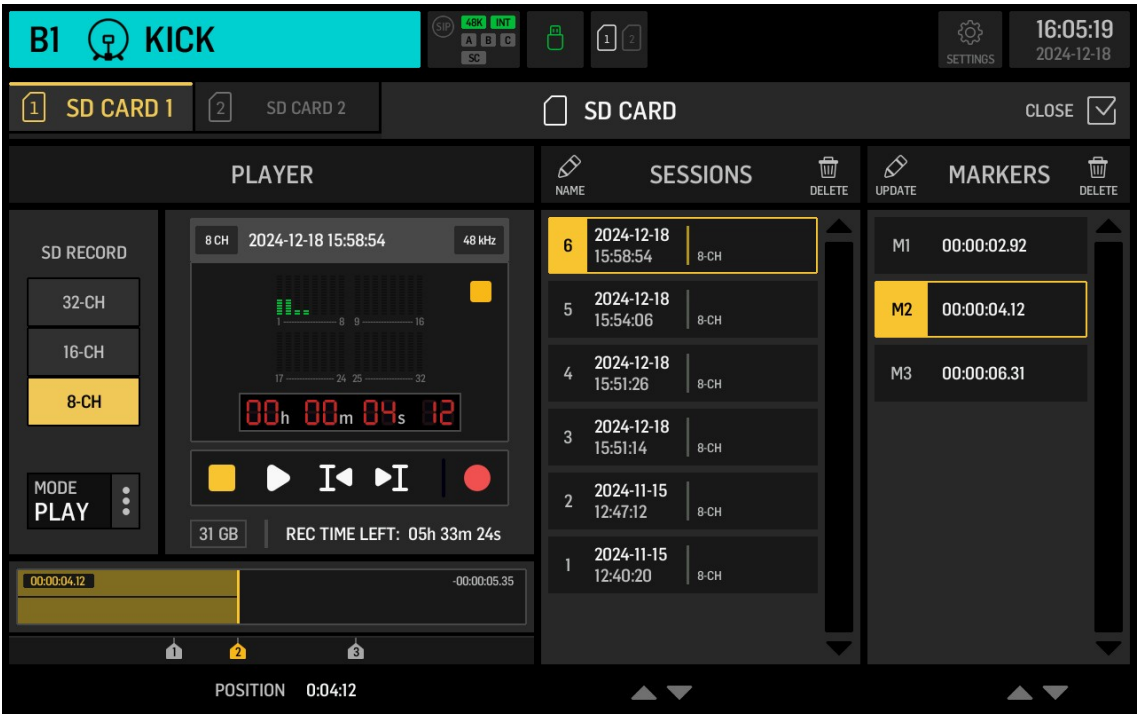 B1 KICK
SIP 48K INT
A B C
SC
1 2
SETTINGS
16:05:19
2024-12-18
1 SD CARD 1
2 SD CARD 2
SD CARD
CLOSE
PLAYER
NAME
SESSIONS
DELETE
UPDATE
MARKERS
DELETE
SD RECORD
32-CH
16-CH
8-CH
MODE
PLAY
8 CH 2024-12-18 15:58:54 48 kHz
1 8 9 16
17 24 25 32
00h 00m 04s 12
31 GB REC TIME LEFT: 05h 33m 24s
00:00:04.12 -00:00:05.35
1 2 3
POSITION 0:04:12
6 2024-12-18
15:58:54 8-CH
5 2024-12-18
15:54:06 8-CH
4 2024-12-18
15:51:26 8-CH
3 2024-12-18
15:51:14 8-CH
2 2024-11-15
12:47:12 8-CH
1 2024-11-15
12:40:20 8-CH
M1 00:00:02.92
M2 00:00:04.12
M3 00:00:06.31